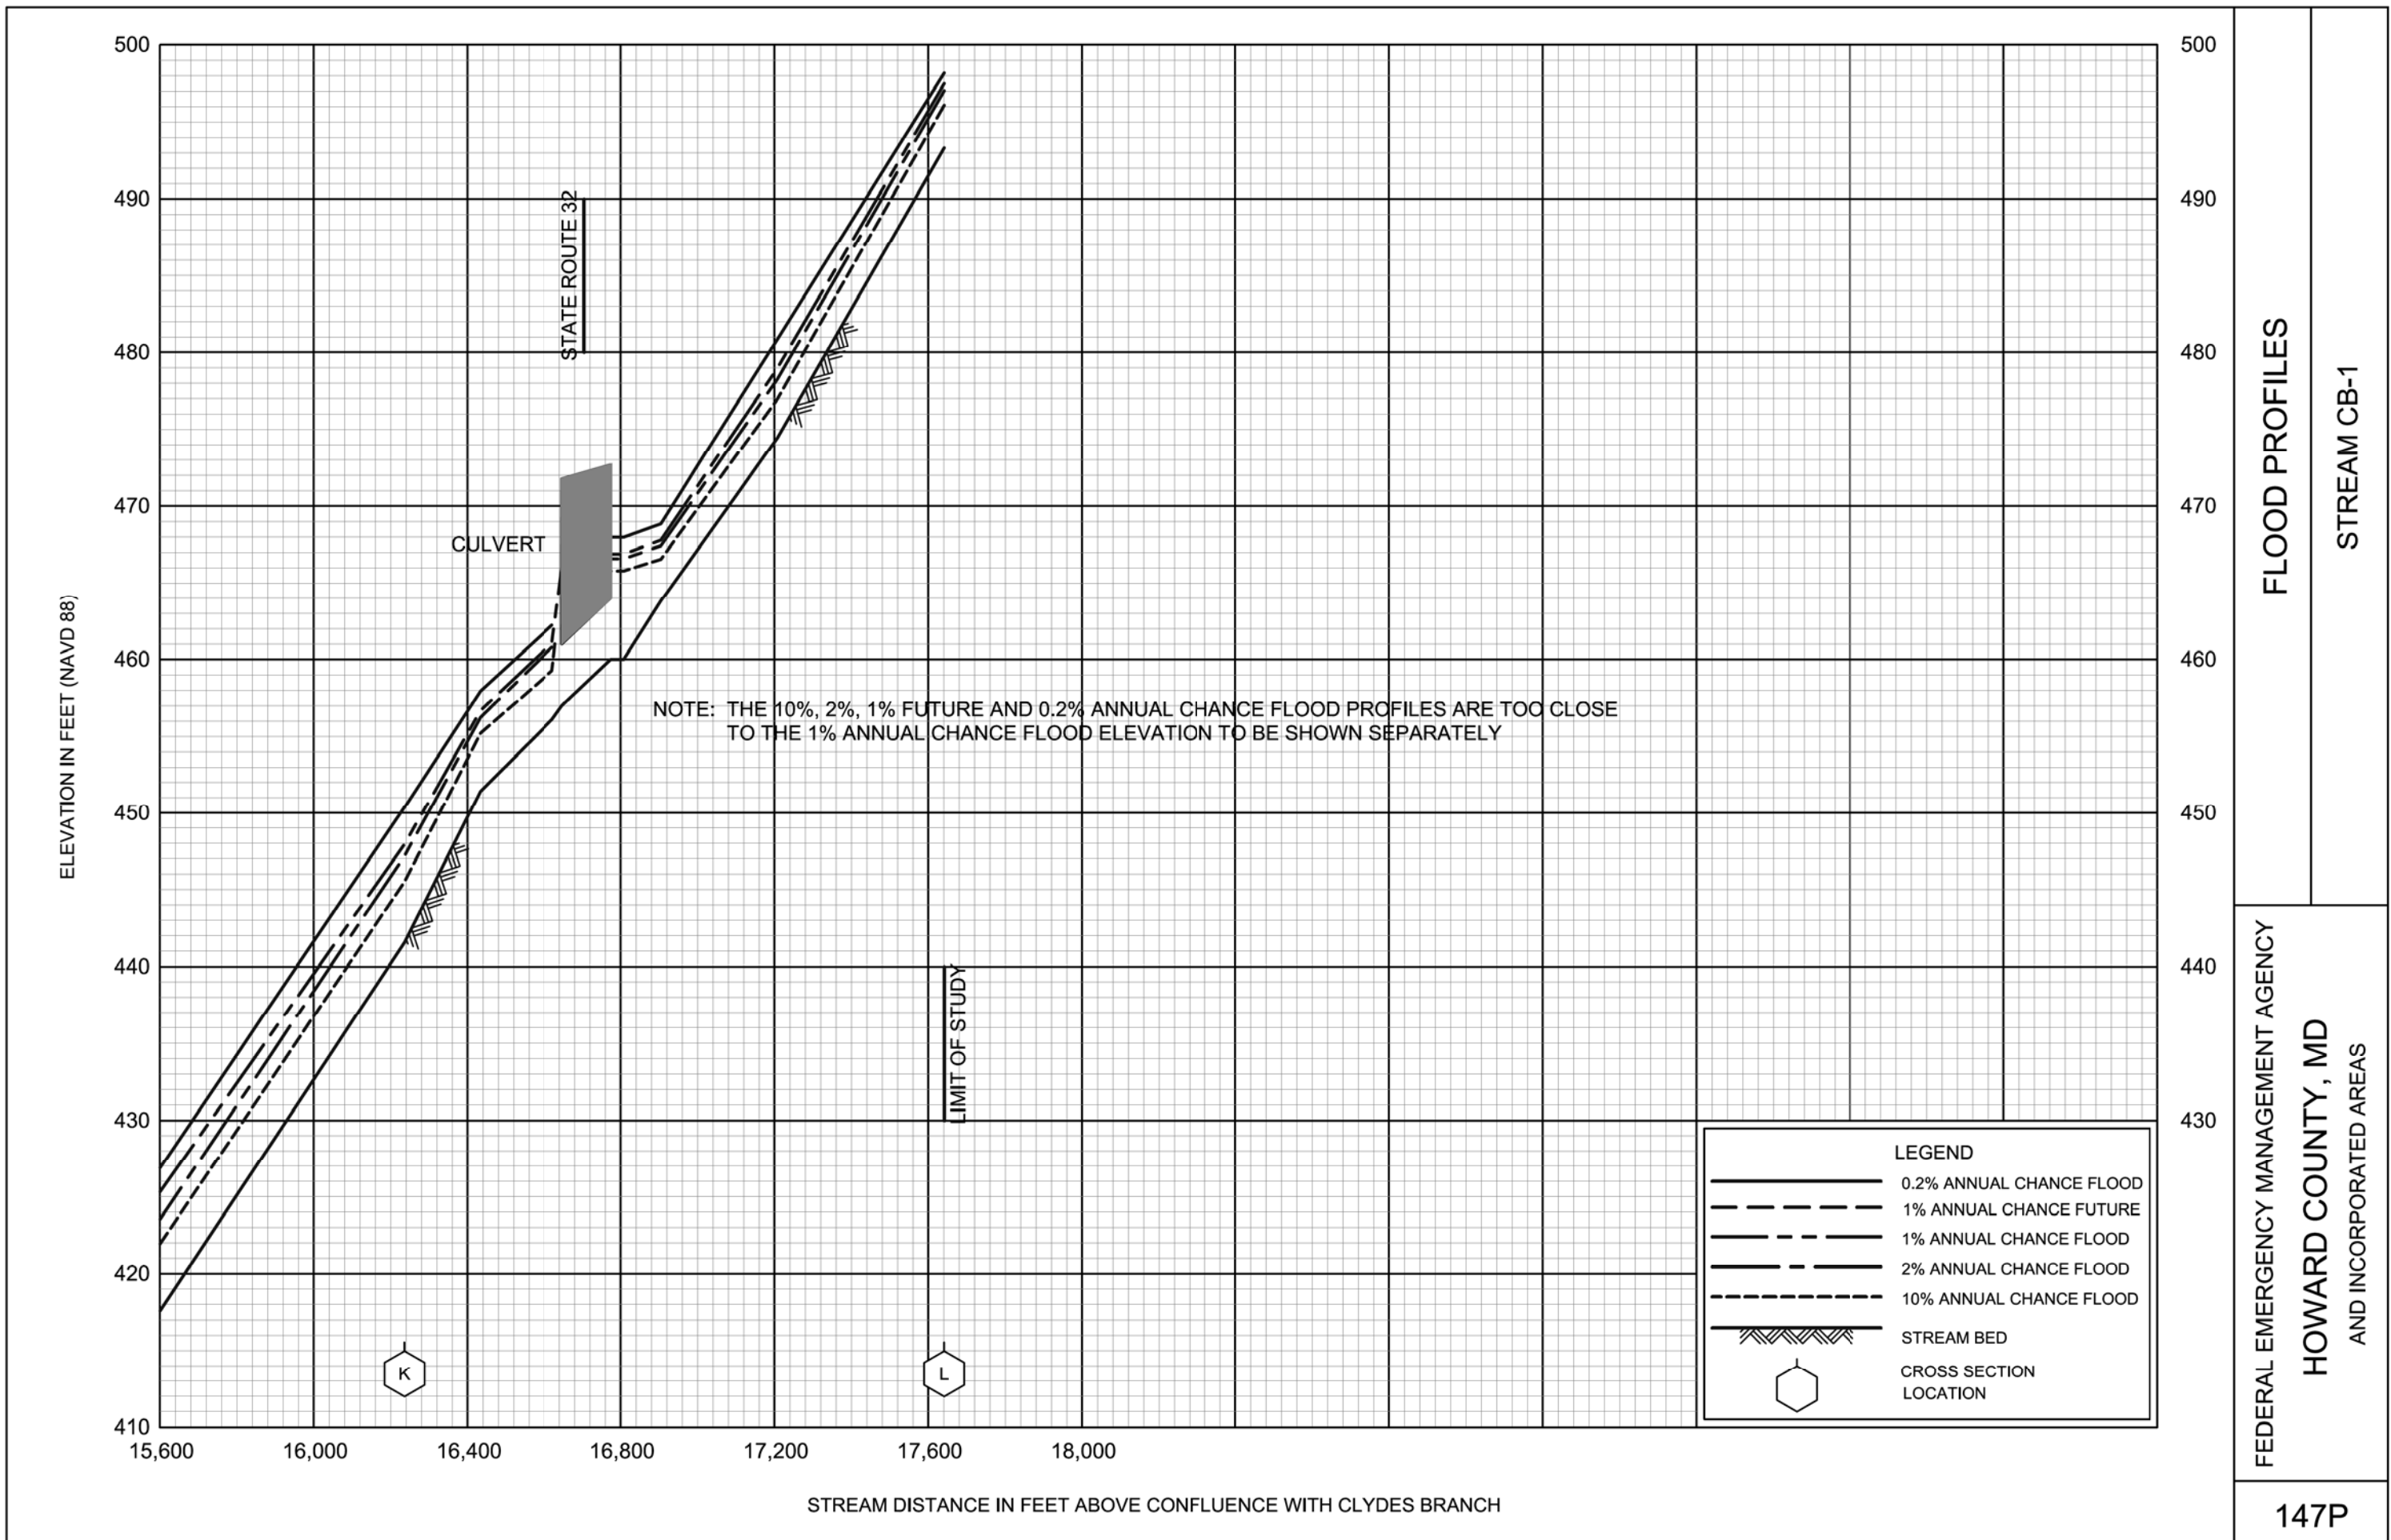 500
490
480
470
460
450
440
430
420
410
ELEVATION IN FEET (NAVD 88)
STATE ROUTE 32
CULVERT
NOTE: THE 10%, 2%, 1% FUTURE AND 0.2% ANNUAL CHANCE FLOOD PROFILES ARE TOO CLOSE
TO THE 1% ANNUAL CHANCE FLOOD ELEVATION TO BE SHOWN SEPARATELY
LIMIT OF STUDY
K
L
15,600 16,000 16,400 16,800 17,200 17,600 18,000
STREAM DISTANCE IN FEET ABOVE CONFLUENCE WITH CLYDES BRANCH
500
490
480
470
460
450
440
430
LEGEND
0.2% ANNUAL CHANCE FLOOD
1% ANNUAL CHANCE FUTURE
1% ANNUAL CHANCE FLOOD
2% ANNUAL CHANCE FLOOD
10% ANNUAL CHANCE FLOOD
STREAM BED
CROSS SECTION
LOCATION
FLOOD PROFILES
STREAM CB-1
FEDERAL EMERGENCY MANAGEMENT AGENCY
HOWARD COUNTY, MD
AND INCORPORATED AREAS
147P